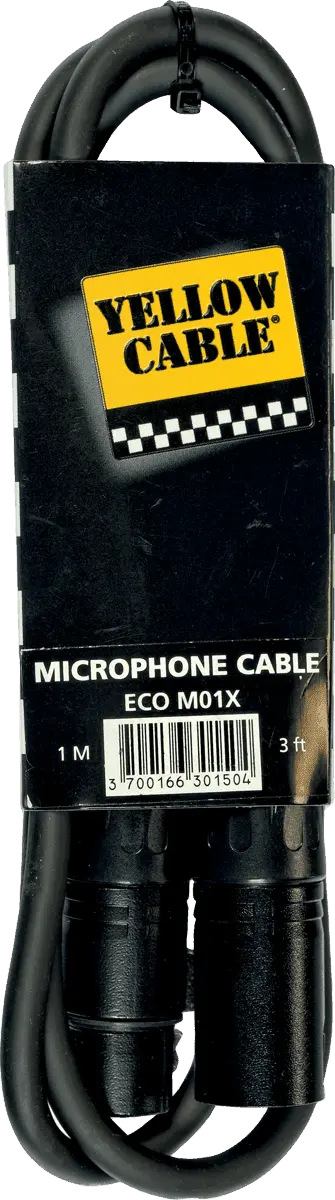 YELLOW
CABLE®
MICROPHONE CABLE
ECO M01X
1 M
3 ft
3 700166 301504